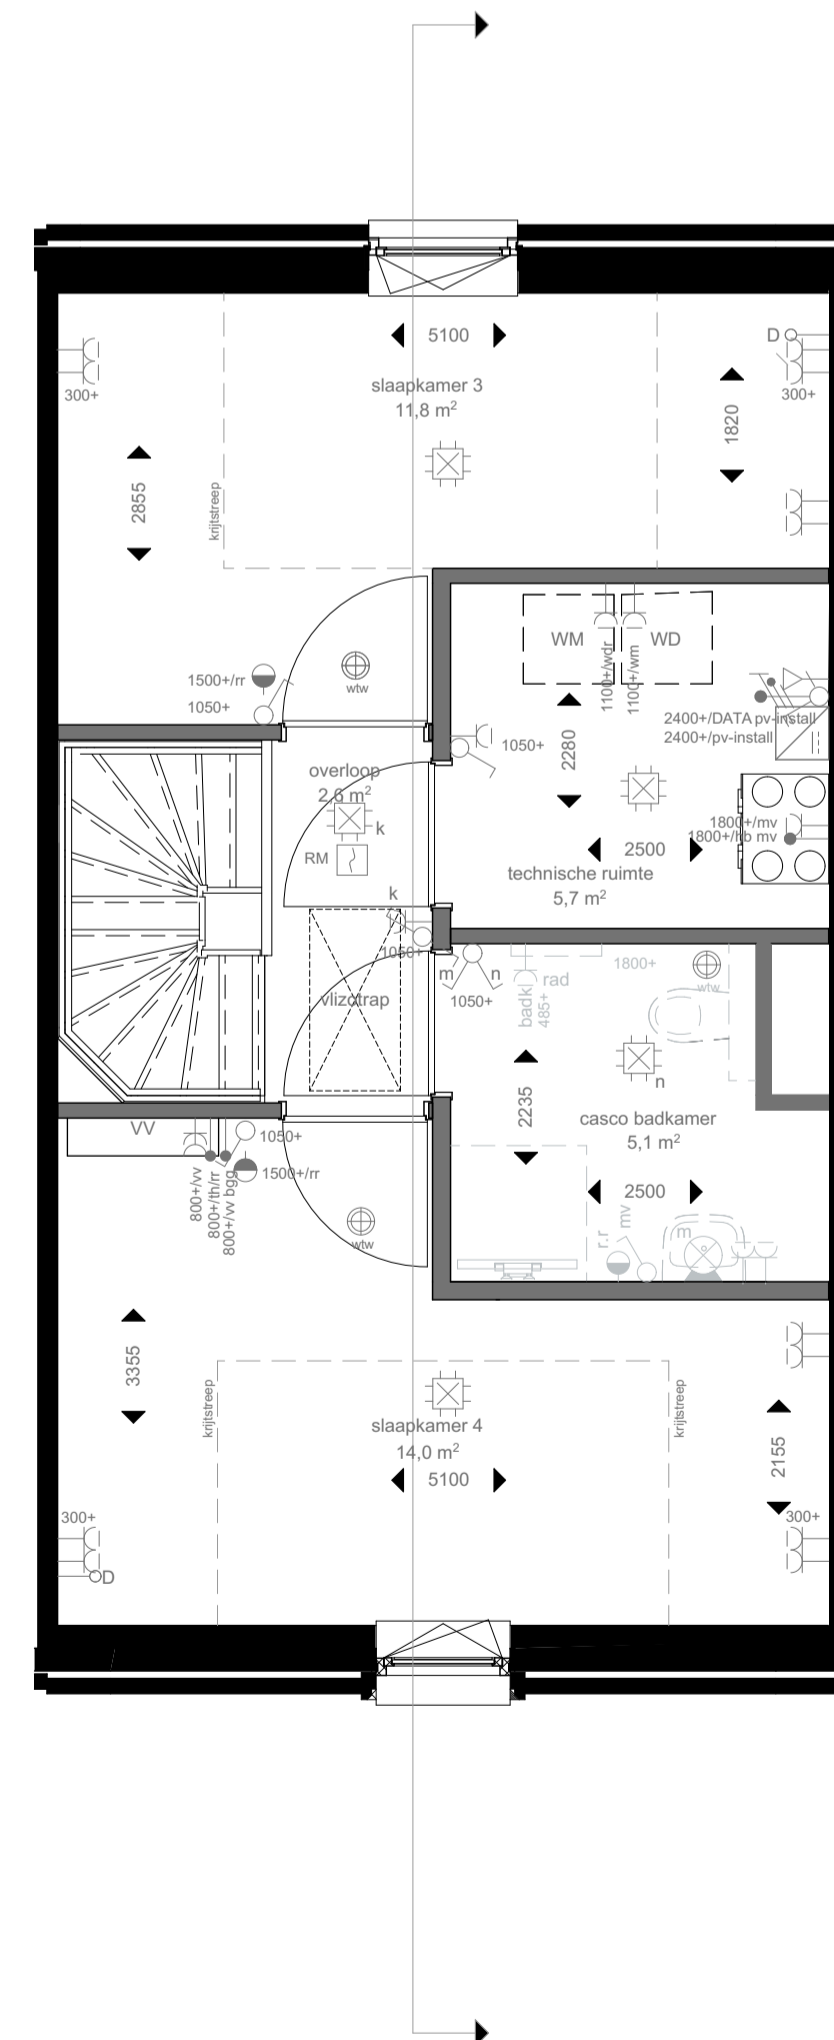 5100
D
slaapkamer 3
11,8 m²
300+
300+
1820
2855
krijtstreep
WM
WD
1100+/wdr
1100+/wm
1500+/rr
wtw
1050+
2400+/DATA pv-install
2400+/pv-install
1050+
2280
overloop
2,6 m²
k
RM
1800+/mv
1800+/hb mv
2500
technische ruimte
5,7 m²
k
1050+
m
n
1050+
1800+
rad
badk
485+
wtw
vlizotrap
n
2235
casco badkamer
5,1 m²
VV
1050+
1500+/rr
800+/vv
800+/th/rr
800+/vv bgg
2500
r.r
mv
m
wtw
3355
krijtstreep
krijtstreep
slaapkamer 4
14,0 m²
5100
2155
300+
300+
D